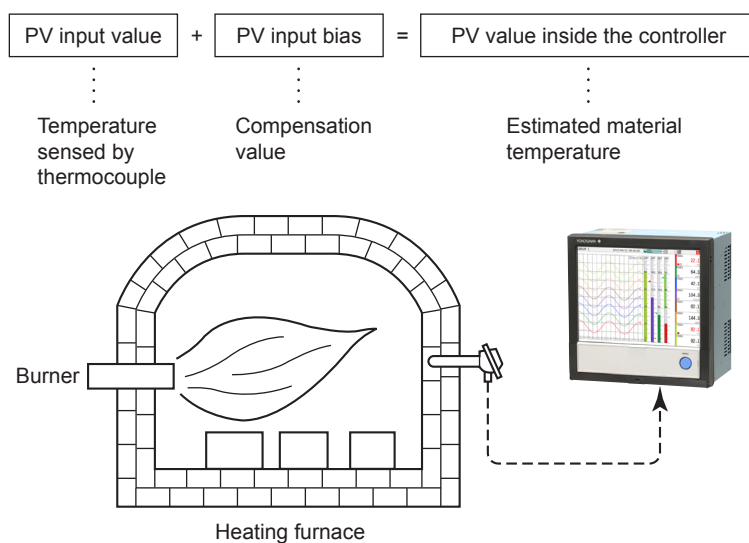 PV input value + PV input bias = PV value inside the controller
Temperature
sensed by
thermocouple
Compensation
value
Estimated material
temperature
YOKOGAWA
Burner
Heating furnace